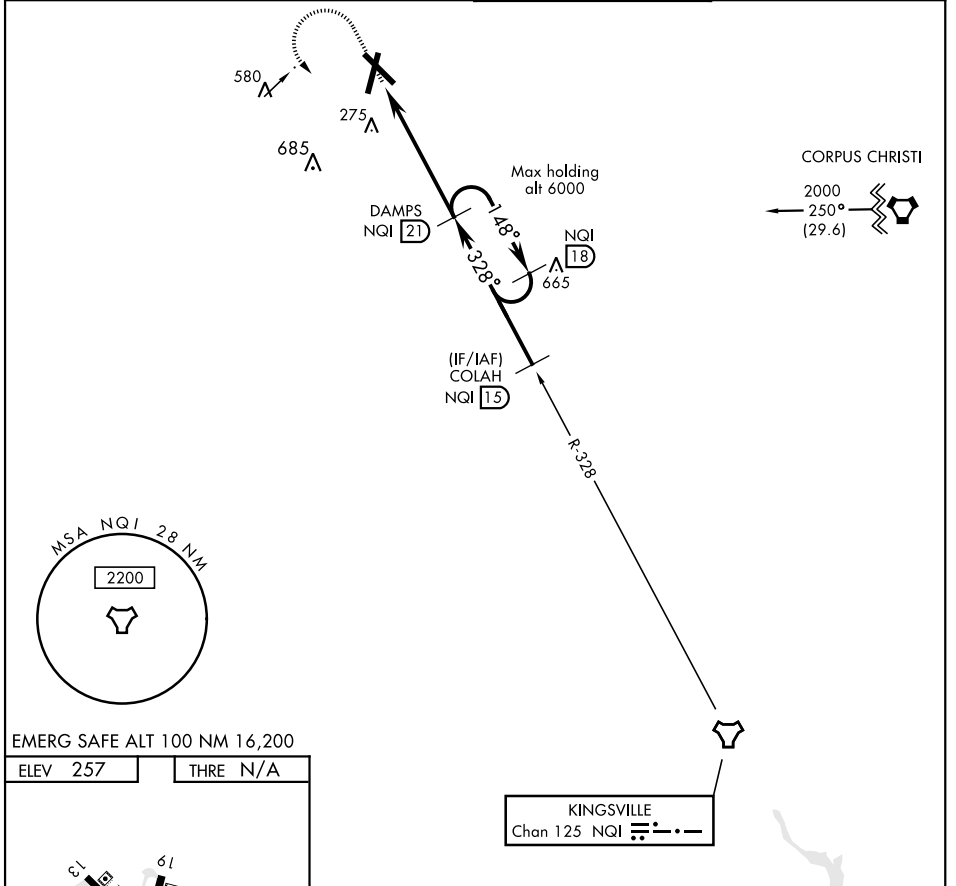 580
275
685
Max holding
alt 6000
CORPUS CHRISTI
2000
250°
(29.6)
DAMPS
NQI 21
148°
328°
NQI
18
665
(IF/IAF)
COLAH
NQI 15
R-328
MSA NQI 28 NM
2200
EMERG SAFE ALT 100 NM 16,200
ELEV 257
THRE N/A
KINGSVILLE
Chan 125 NQI
13
19